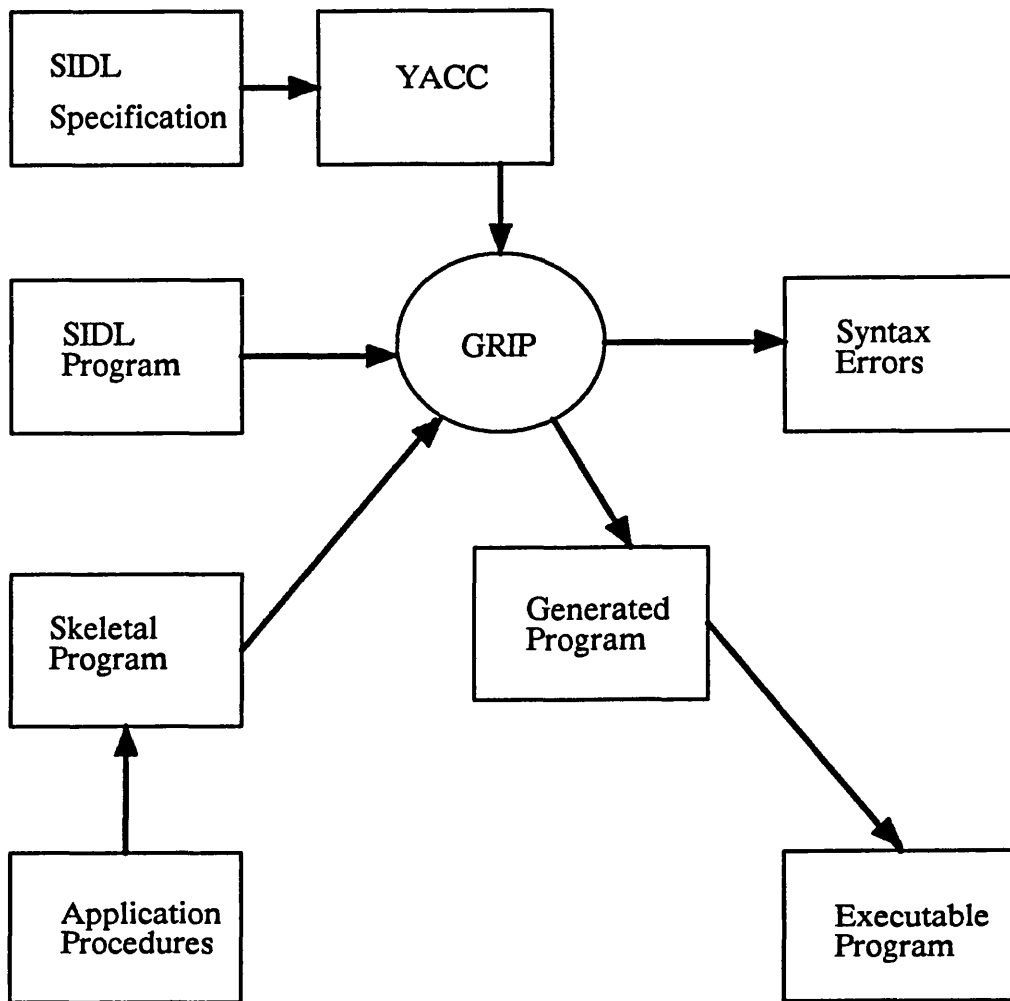 SIDL
Specification
YACC
SIDL
Program
GRIP
Syntax
Errors
Skeletal
Program
Generated
Program
Application
Procedures
Executable
Program